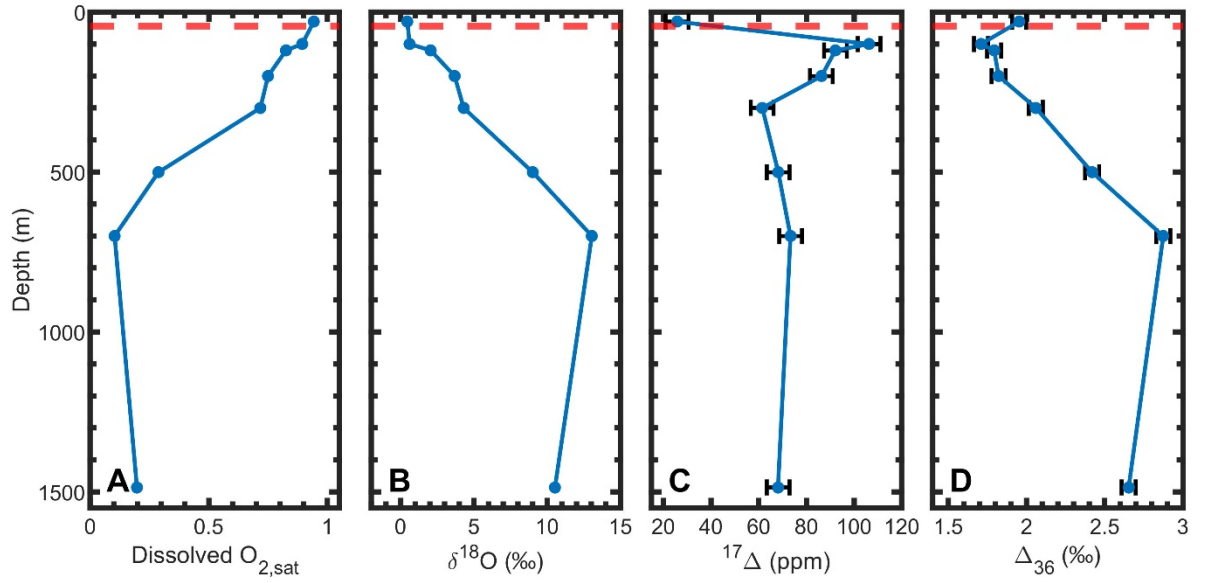 0
500
1000
1500
Depth (m)
A
0 0.5 1
Dissolved O2,sat
B
0 5 10 15
δ18O (‰)
C
20 40 60 80 100 120
17Δ (ppm)
D
1.5 2 2.5 3
Δ36 (‰)